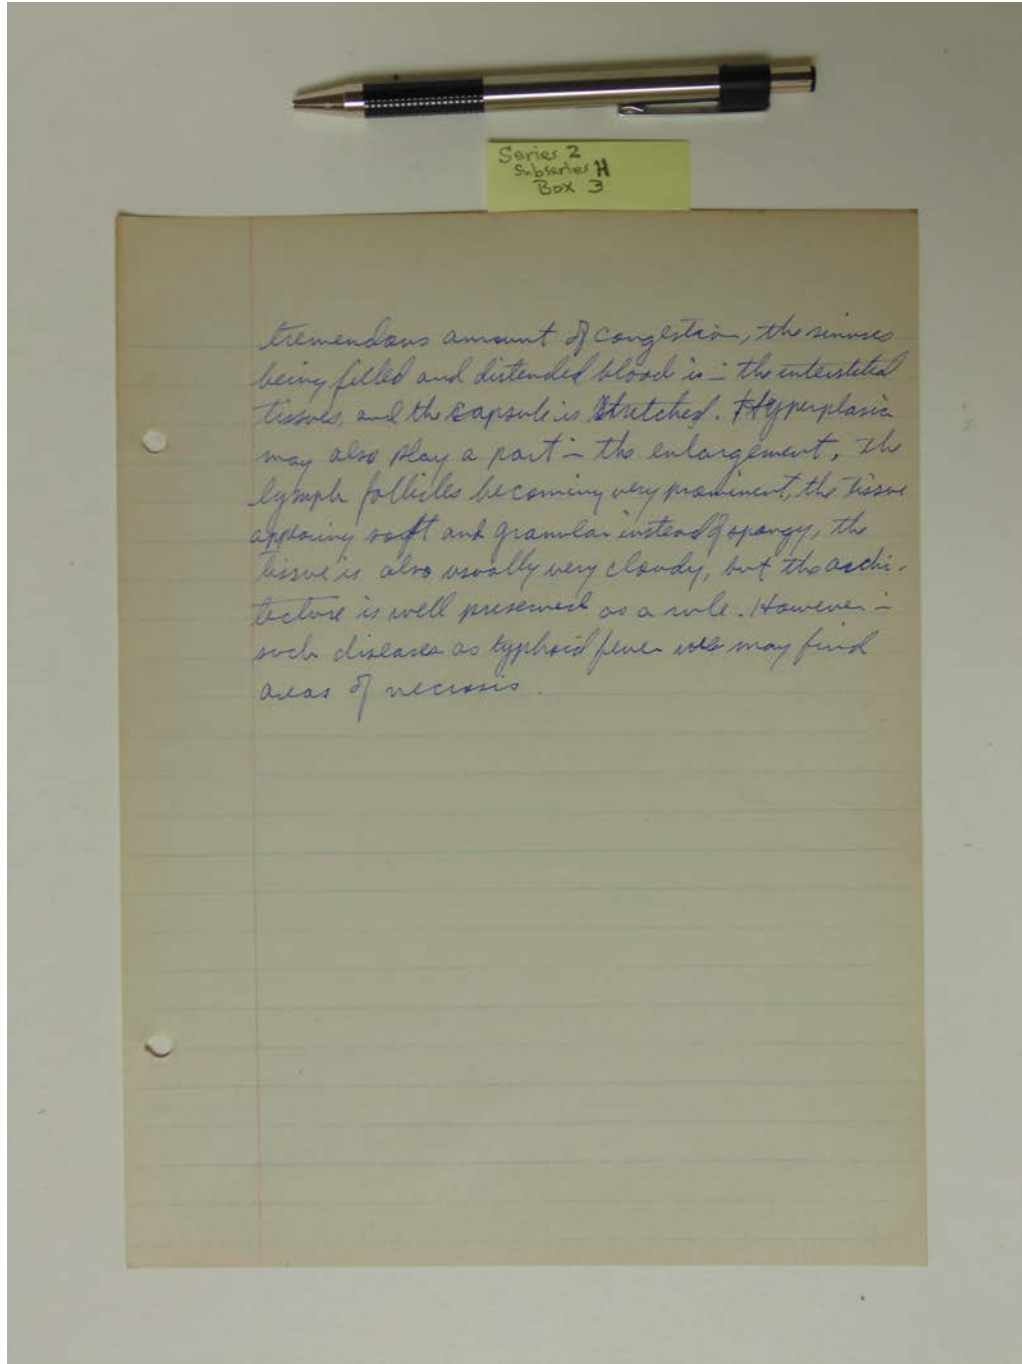 Series 2
Subseries H
Box 3
tremendous amount of congestion, the sinuses
being filled and distended blood is – the interstitial
tissues, and the capsule is stretched. Hyperplasia
may also play a part – the enlargement. The
lymph follicles becoming very prominent, the tissue
appearing soft and granular instead of spongy, the
tissue is also usually very cloudy, but the archi-
tecture is well preserved as a rule. However –
such diseases as typhoid fever we may find
areas of necrosis.